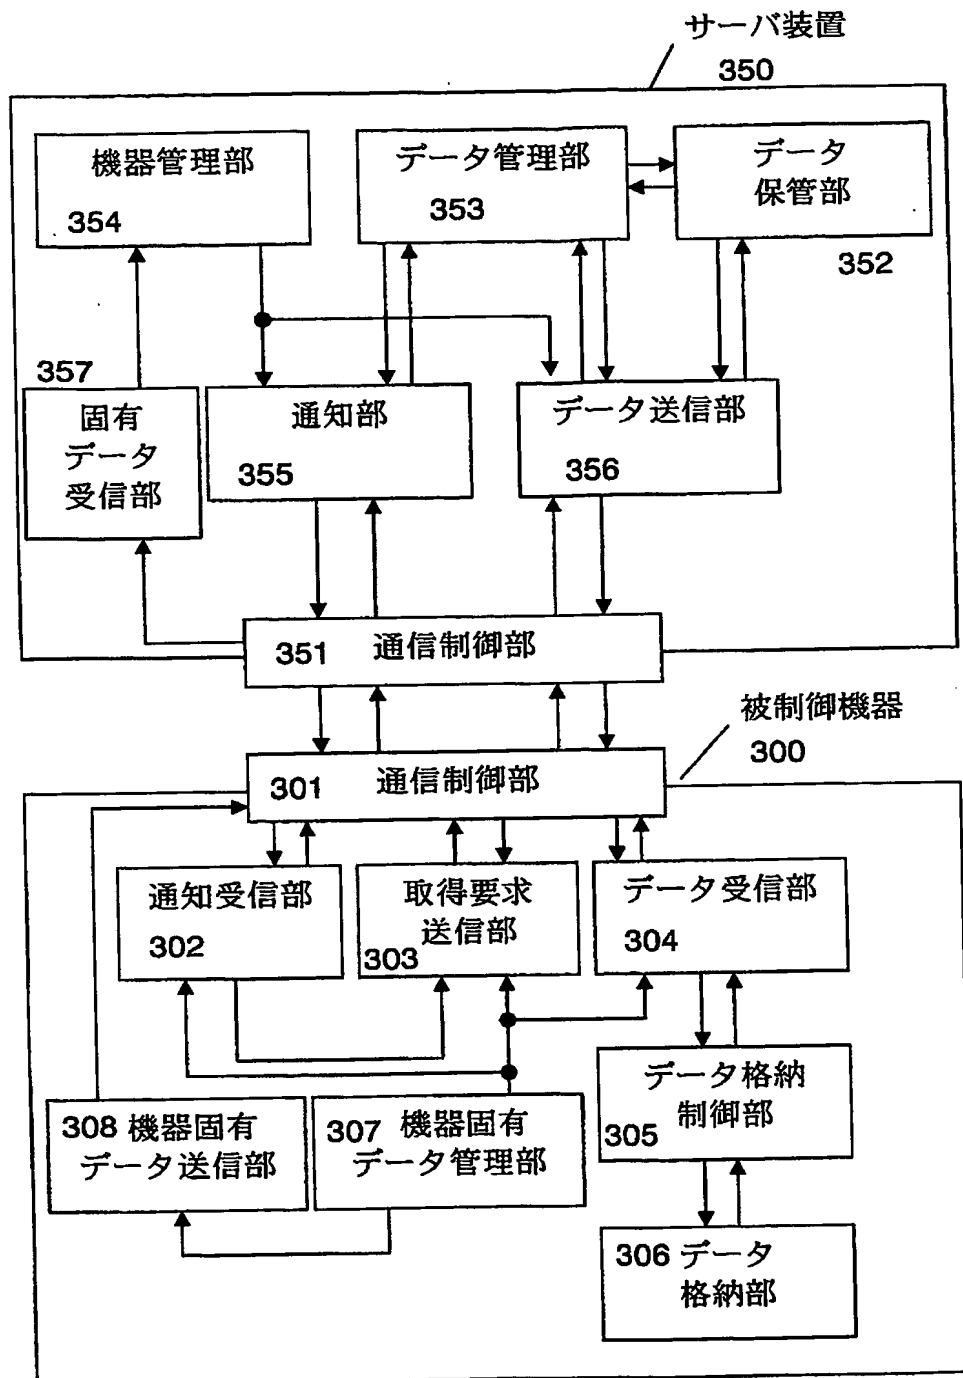 サーバ装置
350
機器管理部
354
データ管理部
353
データ
保管部
352
357
固有
データ
受信部
通知部
355
データ送信部
356
351 通信制御部
被制御機器
300
301 通信制御部
通知受信部
302
取得要求
送信部
303
データ受信部
304
データ格納
制御部
305
308 機器固有
データ送信部
307 機器固有
データ管理部
306 データ
格納部